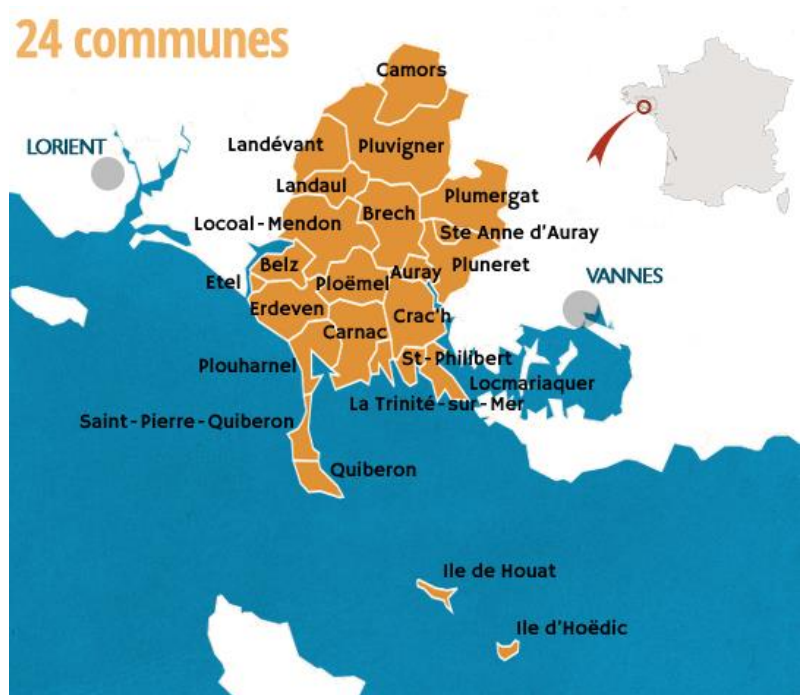 24 communes
Camors
LORIENT
Landévant
Pluvigner
Landaul
Plumergat
Brech
Locoal-Mendon
Ste Anne d'Auray
Belz
Auray
Pluneret
Etel
Ploëmel
VANNES
Erdeven
Crac'h
Carnac
St-Philibert
Plouharnel
Locmariaquer
La Trinité-sur-Mer
Saint-Pierre-Quiberon
Quiberon
Ile de Houat
Ile d'Hoëdic